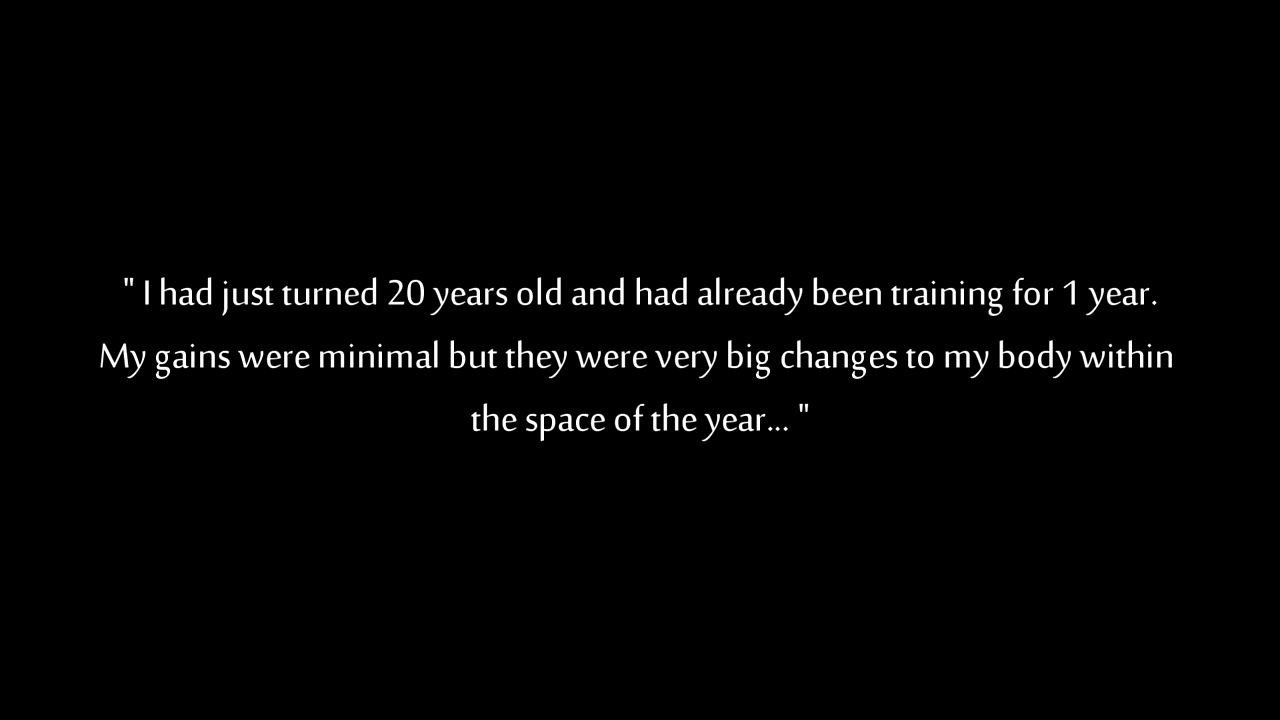 " I had just turned 20 years old and had already been training for 1 year.
My gains were minimal but they were very big changes to my body within
the space of the year... "